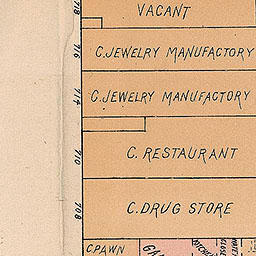 718
VACANT
716
C. JEWELRY MANUFACTORY
714
C. JEWELRY MANUFACTORY
710
C. RESTAURANT
708
C. DRUG STORE
C. PAWN